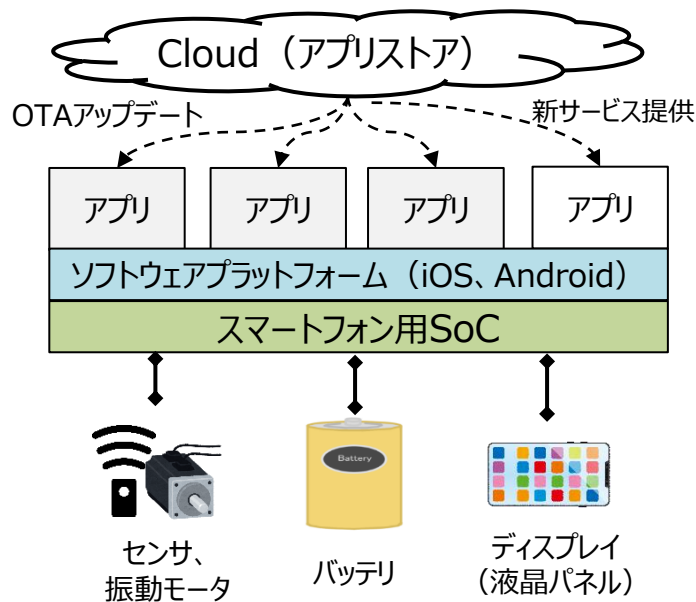 Cloud（アプリストア）
OTAアップデート
新サービス提供
アプリ
アプリ
アプリ
アプリ
ソフトウェアプラットフォーム（iOS、Android）
スマートフォン用SoC
Battery
センサ、
振動モータ
バッテリ
ディスプレイ
（液晶パネル）